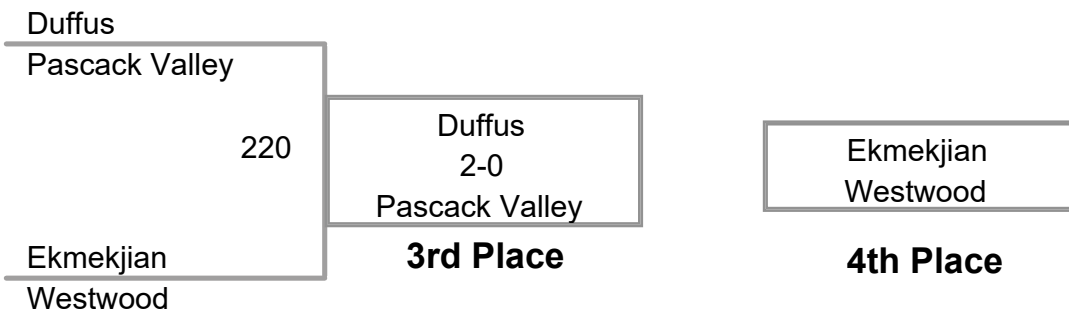 Duffus
Pascack Valley
220
Duffus
2-0
Pascack Valley
3rd Place
Ekmekjian
Westwood
Ekmekjian
Westwood
4th Place